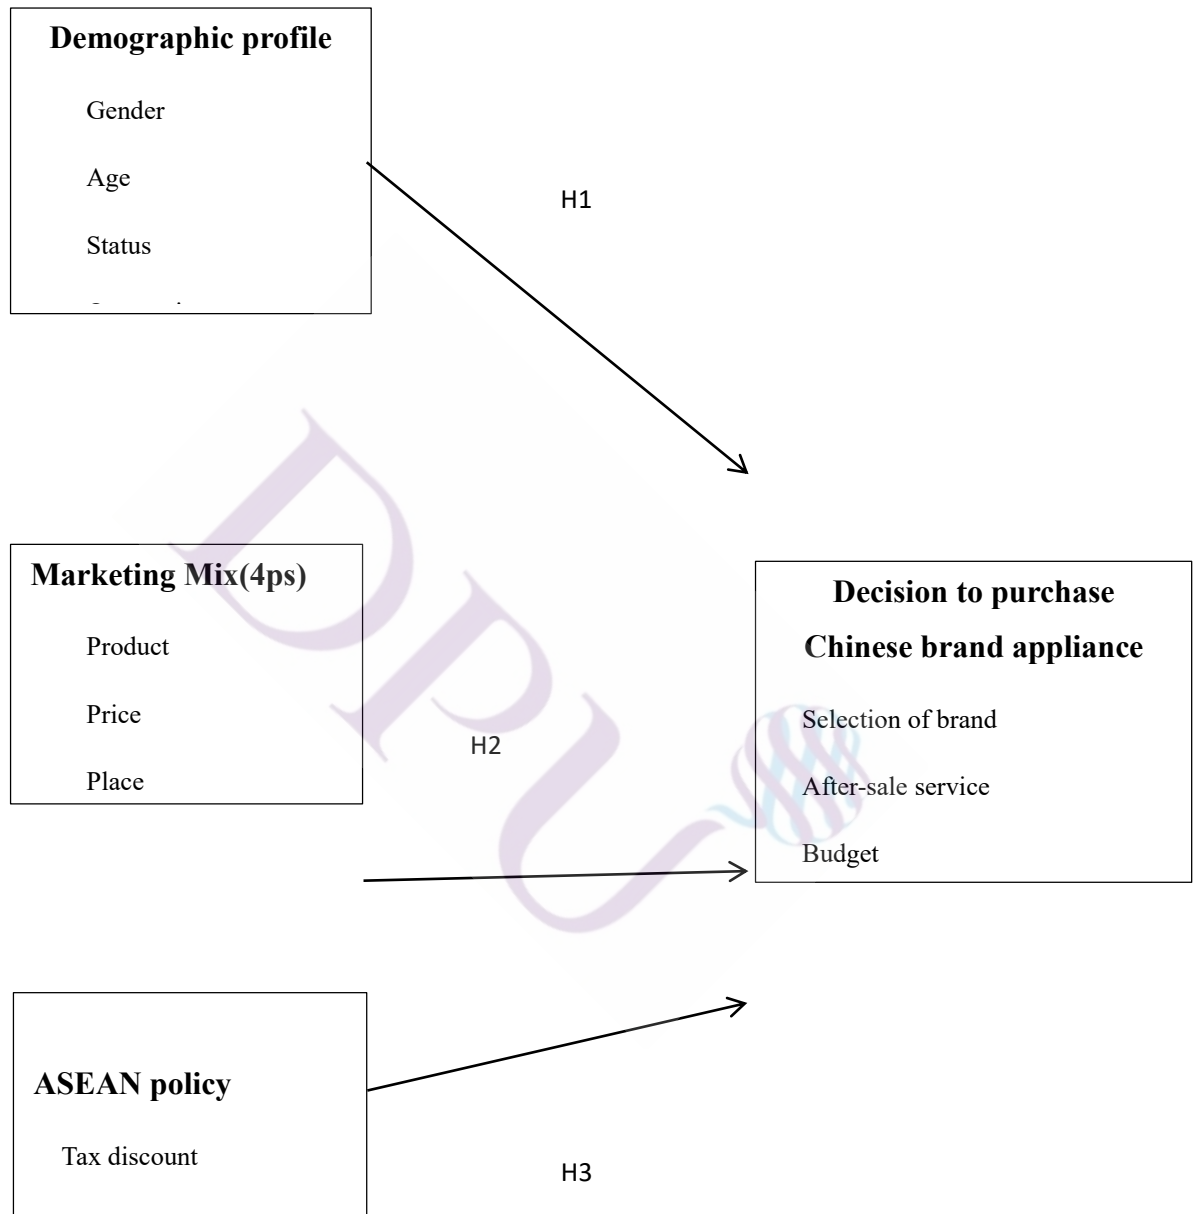 Demographic profile
Gender
Age
Status
H1
Marketing Mix(4ps)
Product
Price
Place
H2
Decision to purchase
Chinese brand appliance
Selection of brand
After-sale service
Budget
ASEAN policy
Tax discount
H3
DPU